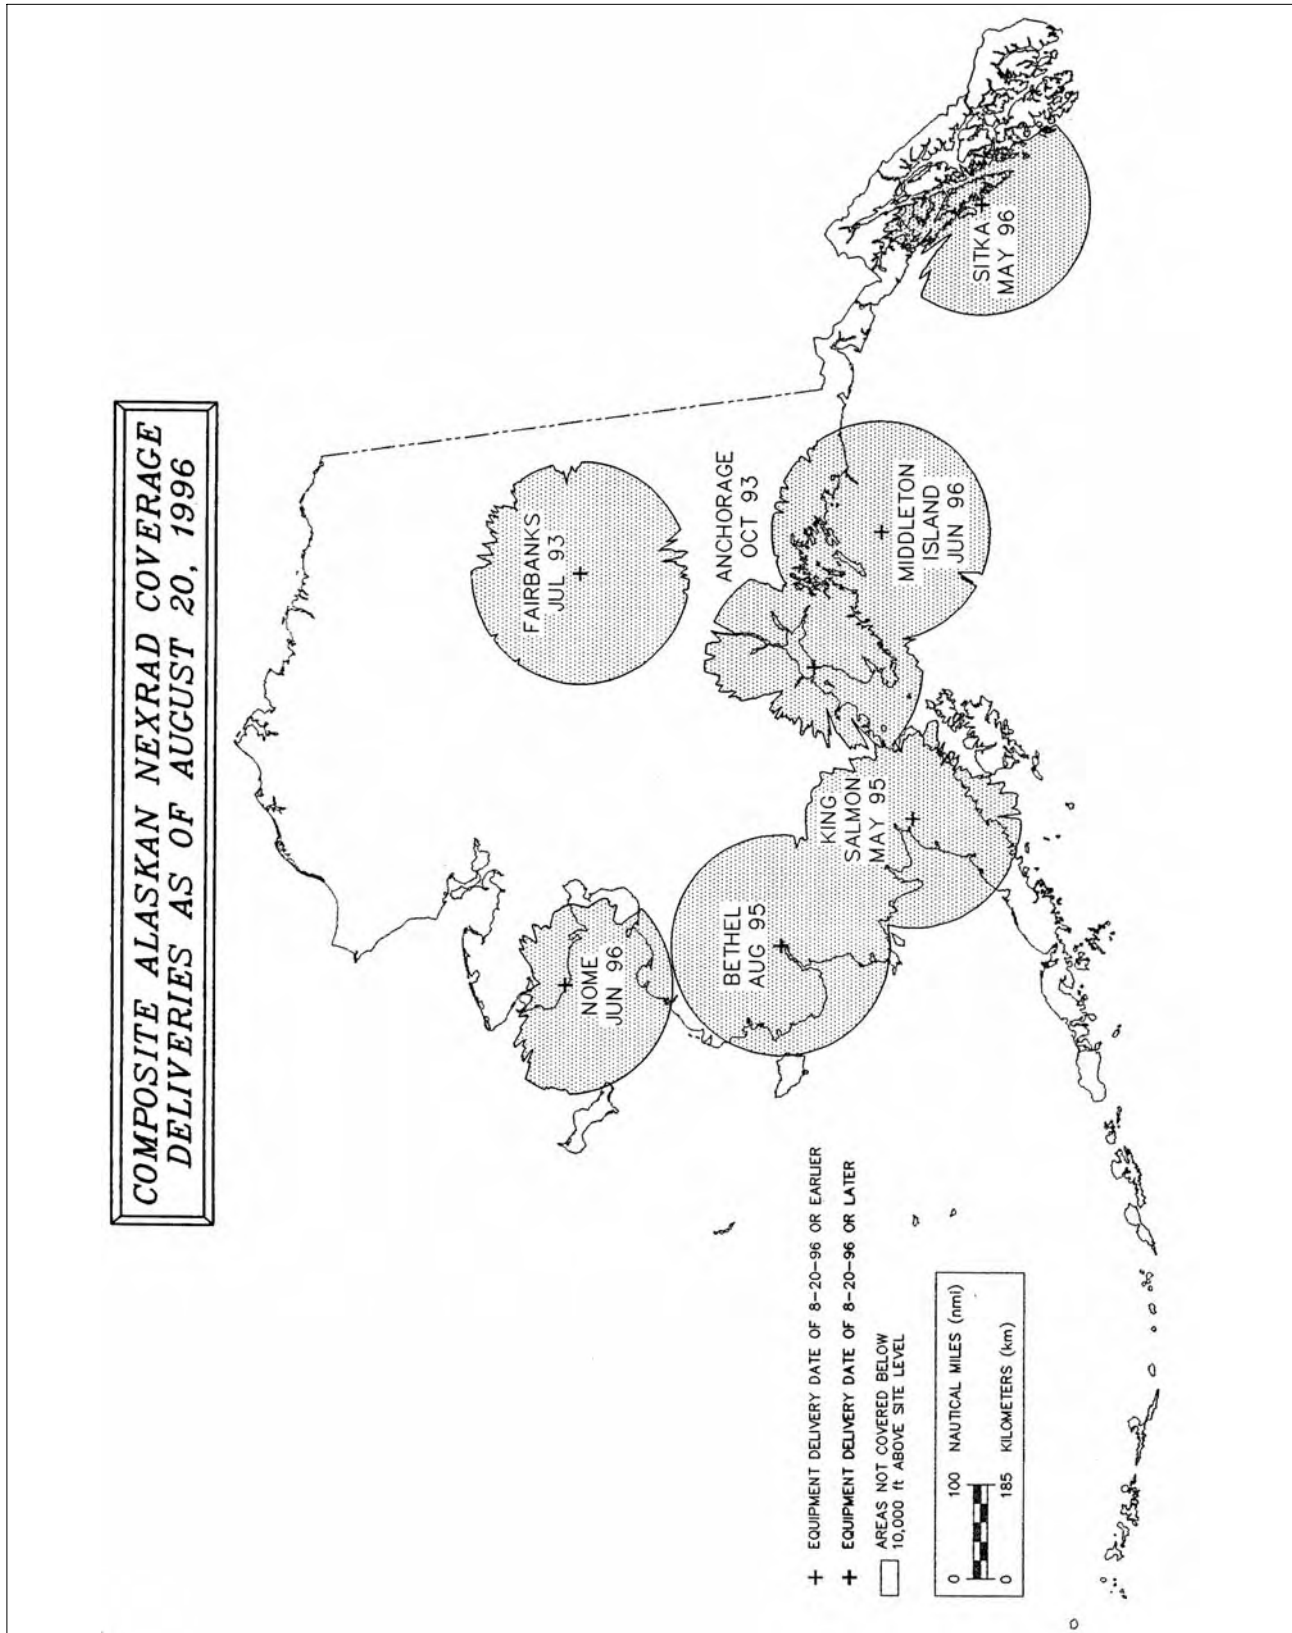 COMPOSITE ALASKAN NEXRAD COVERAGE
DELIVERIES AS OF AUGUST 20, 1996
FAIRBANKS
JUL 93
ANCHORAGE
OCT 93
MIDDLETON
ISLAND
JUN 96
SITKA
MAY 96
NOME
JUN 96
BETHEL
AUG 95
KING
SALMON
MAY 95
+ EQUIPMENT DELIVERY DATE OF 8-20-96 OR EARLIER
+ EQUIPMENT DELIVERY DATE OF 8-20-96 OR LATER
AREAS NOT COVERED BELOW
10,000 ft ABOVE SITE LEVEL
0 100 NAUTICAL MILES (nmi)
0 185 KILOMETERS (km)